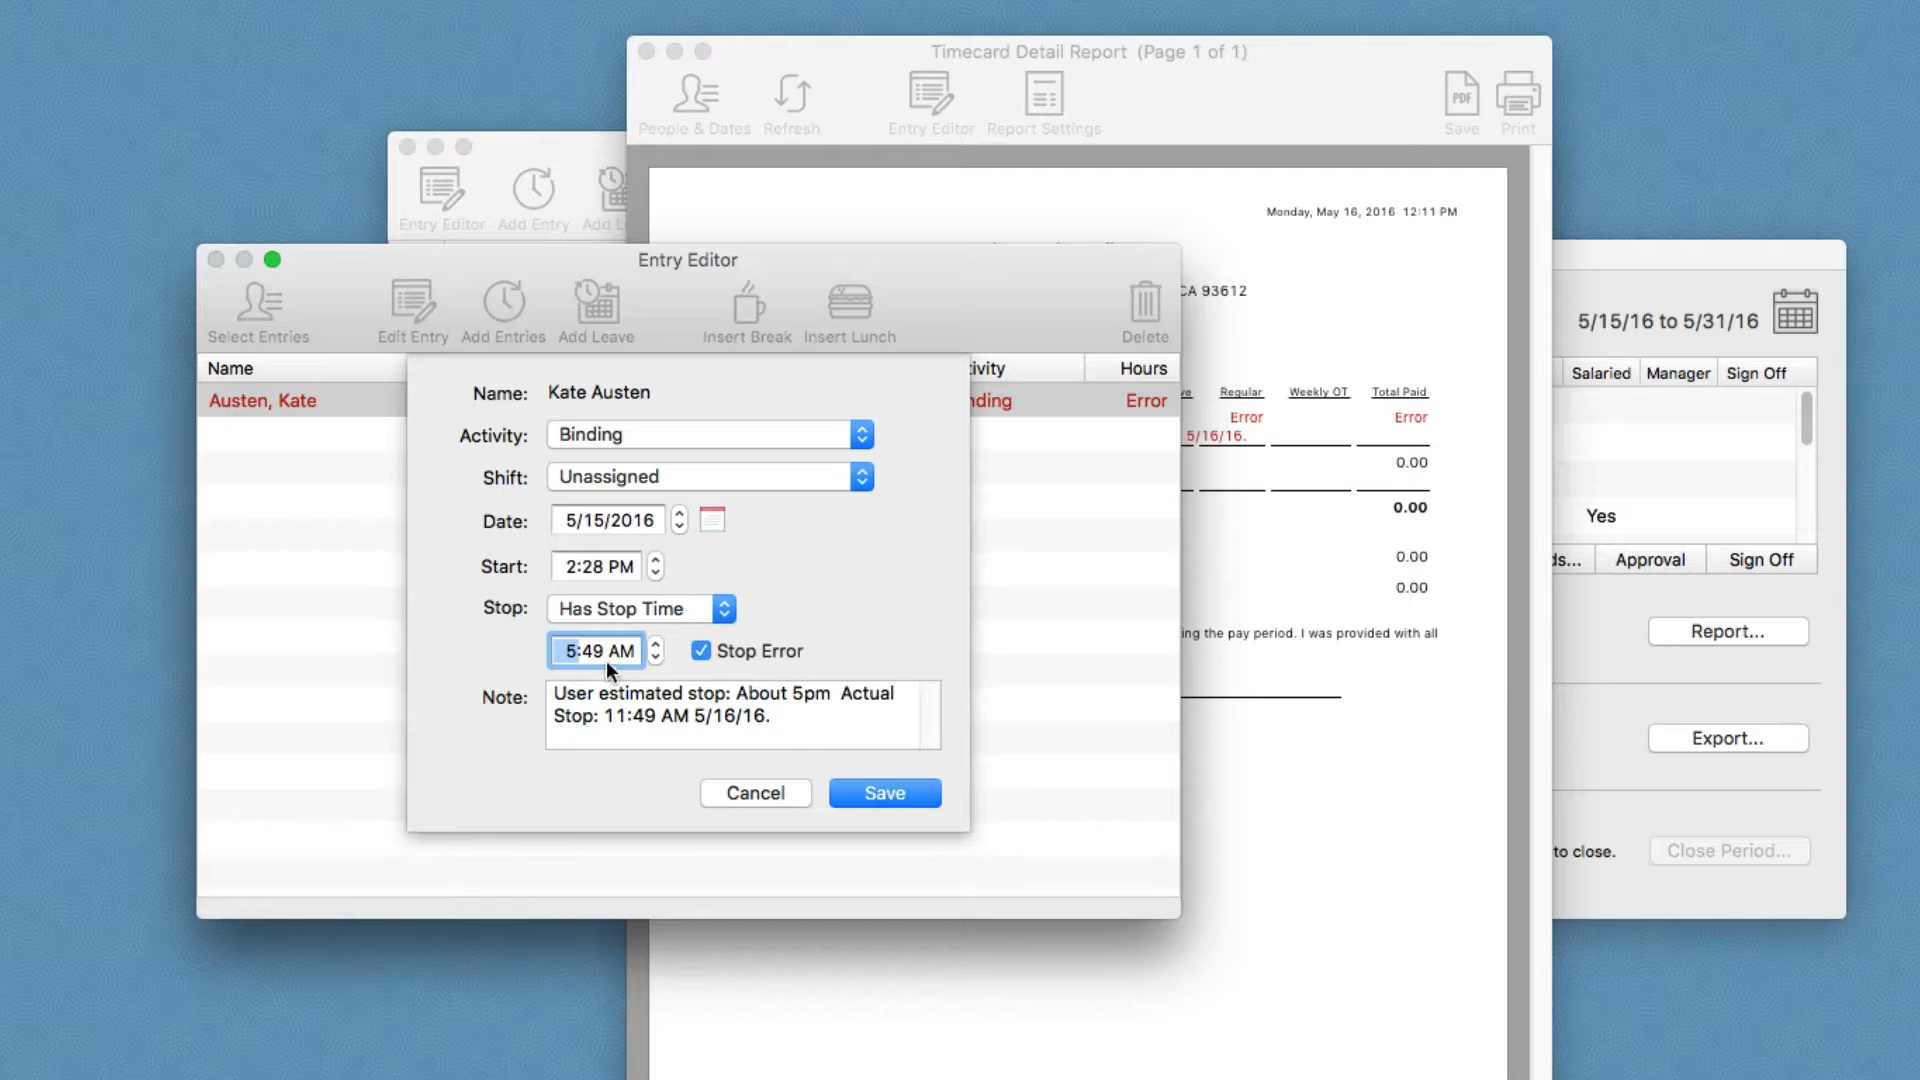 Timecard Detail Report (Page 1 of 1)
People & Dates
Refresh
Entry Editor
Report Settings
PDF
Save
Print
Entry Editor
Add Entry
Monday, May 16, 2016 12:11 PM
Entry Editor
Select Entries
Edit Entry
Add Entries
Add Leave
Insert Break
Insert Lunch
Delete
CA 93612
5/15/16 to 5/31/16
Name
Hours
Salaried
Manager
Sign Off
Name: Kate Austen
Austen, Kate
Error
Regular
Weekly OT
Total Paid
Error
Error
5/16/16.
Activity: Binding
0.00
Shift: Unassigned
0.00
Date: 5/15/2016
Yes
Start: 2:28 PM
0.00
Approval
Sign Off
0.00
Stop: Has Stop Time
5:49 AM
Stop Error
the pay period. I was provided with all
Report...
Note: User estimated stop: About 5pm Actual
Stop: 11:49 AM 5/16/16.
Export...
Cancel
Save
to close.
Close Period...